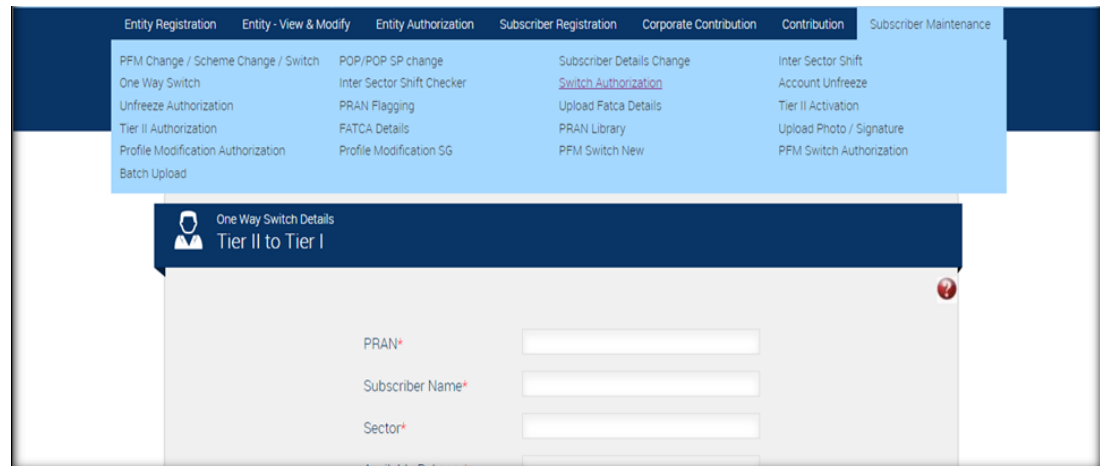 Entity Registration Entity - View & Modify Entity Authorization Subscriber Registration Corporate Contribution Contribution Subscriber Maintenance
PFM Change / Scheme Change / Switch POP/POP SP change Subscriber Details Change Inter Sector Shift
One Way Switch Inter Sector Shift Checker Switch Authorization Account Unfreeze
Unfreeze Authorization PRAN Flagging Upload Fatca Details Tier II Activation
Tier II Authorization FATCA Details PRAN Library Upload Photo / Signature
Profile Modification Authorization Profile Modification SG PFM Switch New PFM Switch Authorization
Batch Upload
One Way Switch Details
Tier II to Tier I
?
PRAN*
Subscriber Name*
Sector*